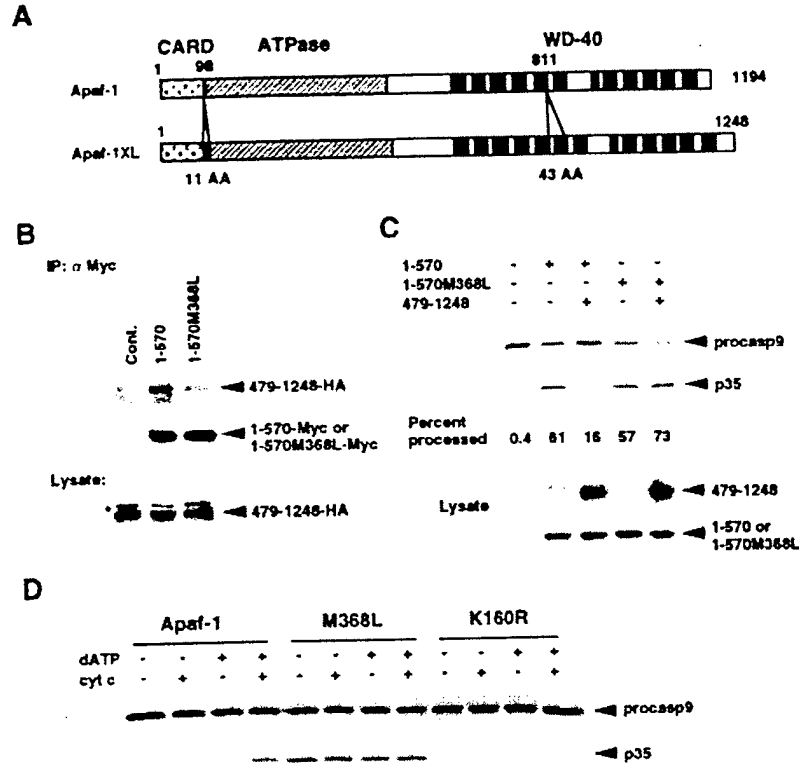 A
CARD ATPase WD-40
1 98 811
Apaf-1 1194
1 1248
Apaf-1XL
11 AA 43 AA
B
IP: α Myc
Cont.
1-570
1-570M368L
479-1248-HA
1-570-Myc or
1-570M368L-Myc
Lysate:
* 479-1248-HA
C
1-570 - + + - -
1-570M368L - - - + +
479-1248 - - + - +
procasp9
p35
Percent
processed 0.4 61 16 57 73
Lysate 479-1248
1-570 or
1-570M368L
D
Apaf-1 M368L K160R
dATP - - + + - - + + - - + +
cyt c - + - + - + - + - + - +
procasp9
p35